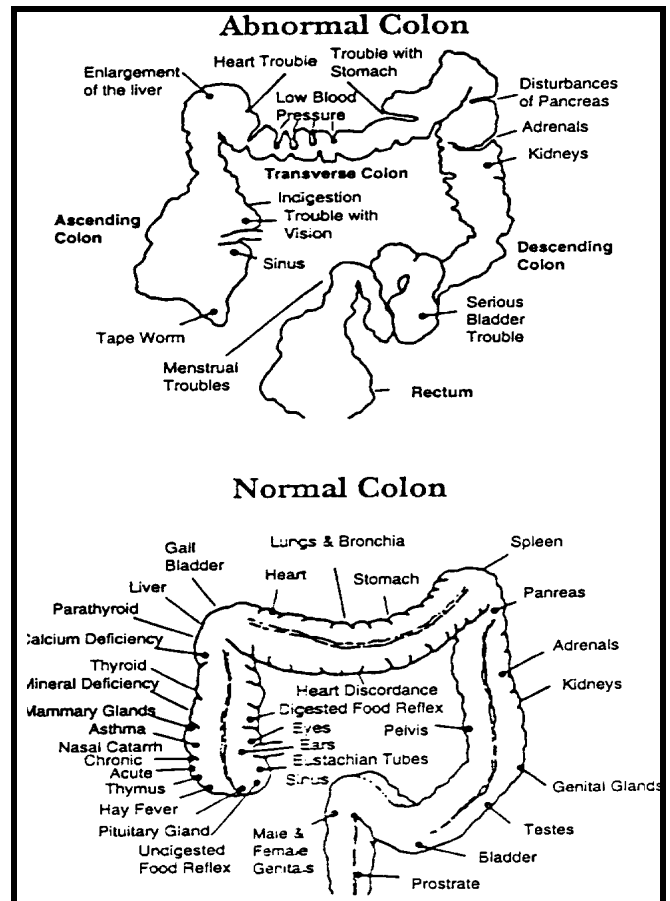 Abnormal Colon
Enlargement
of the liver
Heart Trouble
Trouble with
Stomach
Low Blood
Pressure
Disturbances
of Pancreas
Adrenals
Kidneys
Transverse Colon
Indigestion
Trouble with
Vision
Ascending
Colon
Sinus
Descending
Colon
Tape Worm
Menstrual
Troubles
Serious
Bladder
Trouble
Rectum
Normal Colon
Gall
Bladder
Lungs & Bronchia
Spleen
Liver
Heart
Stomach
Panreas
Parathyroid
Calcium Deficiency
Adrenals
Thyroid
Mineral Deficiency
Heart Discordance
Kidneys
Mammary Glands
Digested Food Reflex
Asthma
Eyes
Pelvis
Nasal Catarrh
Ears
Chronic
Eustachian Tubes
Acute
Sinus
Thymus
Genital Glands
Hay Fever
Pituitary Gland
Testes
Undigested
Food Reflex
Male &
Female
Genitals
Bladder
Prostrate